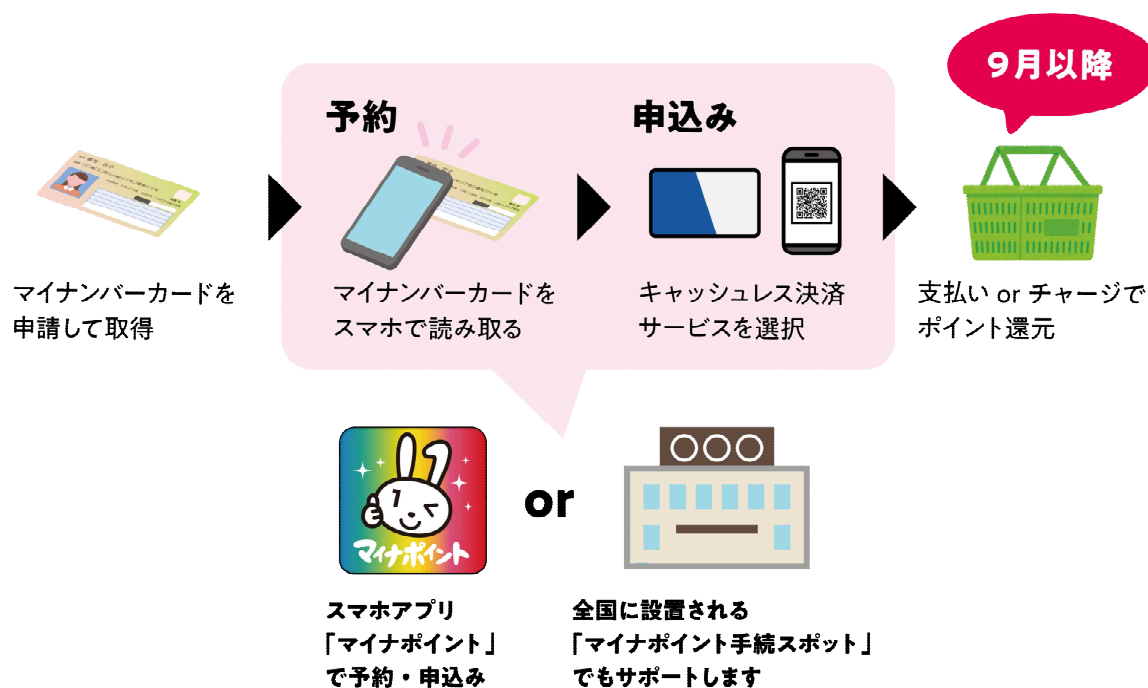 9月以降
予約
申込み
マイナンバーカードを
申請して取得
マイナンバーカードを
スマホで読み取る
キャッシュレス決済
サービスを選択
支払い or チャージで
ポイント還元
マイナポイント
or
スマホアプリ
「マイナポイント」
で予約・申込み
全国に設置される
「マイナポイント手続スポット」
でもサポートします